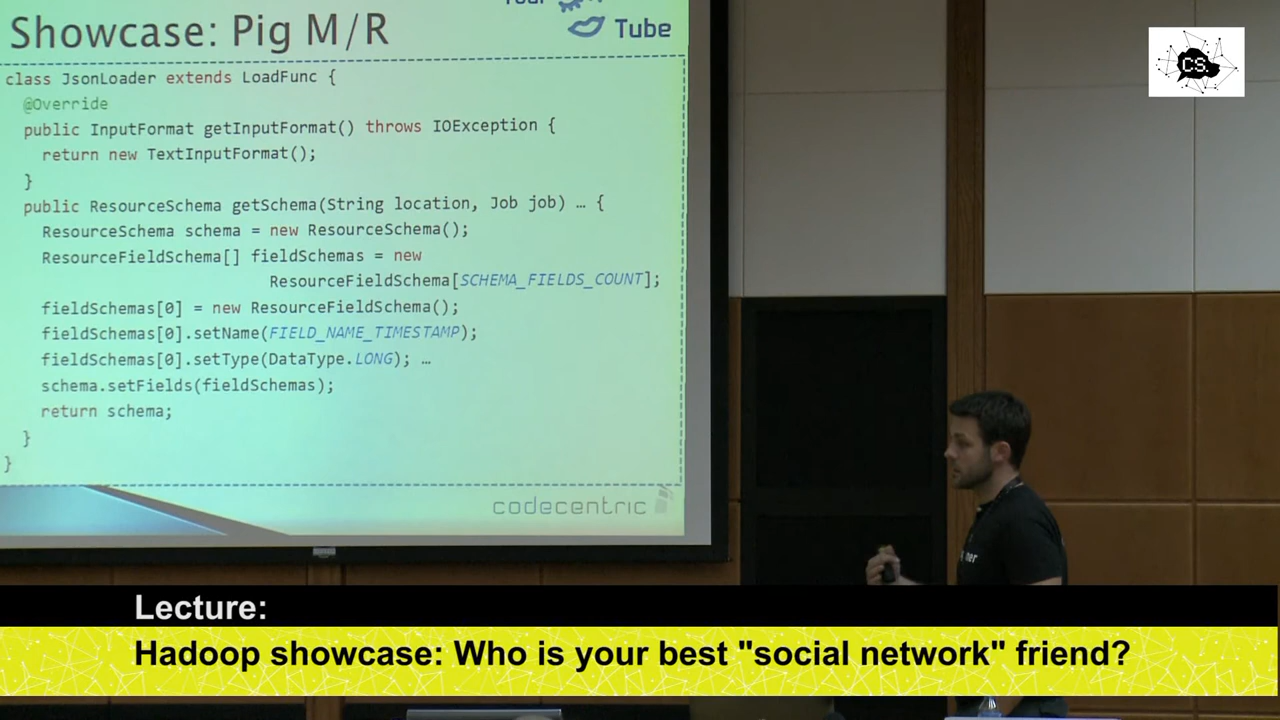 Your
Tube
Showcase: Pig M/R
class JsonLoader extends LoadFunc {
@Override
public InputFormat getInputFormat() throws IOException {
return new TextInputFormat();
}
public ResourceSchema getSchema(String location, Job job) … {
ResourceSchema schema = new ResourceSchema();
ResourceFieldSchema[] fieldSchemas = new
ResourceFieldSchema[SCHEMA_FIELDS_COUNT];
fieldSchemas[0] = new ResourceFieldSchema();
fieldSchemas[0].setName(FIELD_NAME_TIMESTAMP);
fieldSchemas[0].setType(DataType.LONG); …
schema.setFields(fieldSchemas);
return schema;
}
}
codecentric
CS.
Lecture:
Hadoop showcase: Who is your best "social network" friend?